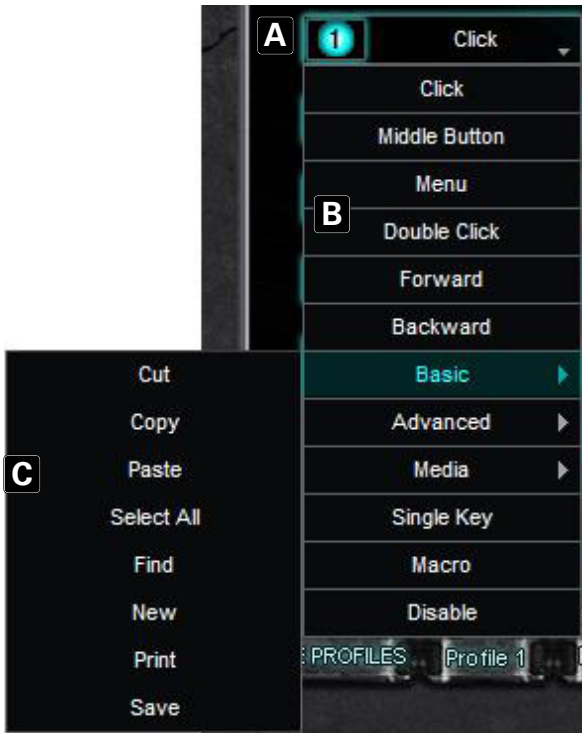 A
1
Click
Click
Middle Button
Menu
B
Double Click
Forward
Backward
Basic
Advanced
Media
Single Key
Macro
Disable
Cut
Copy
C
Paste
Select All
Find
New
Print
Save
PROFILES
Profile 1